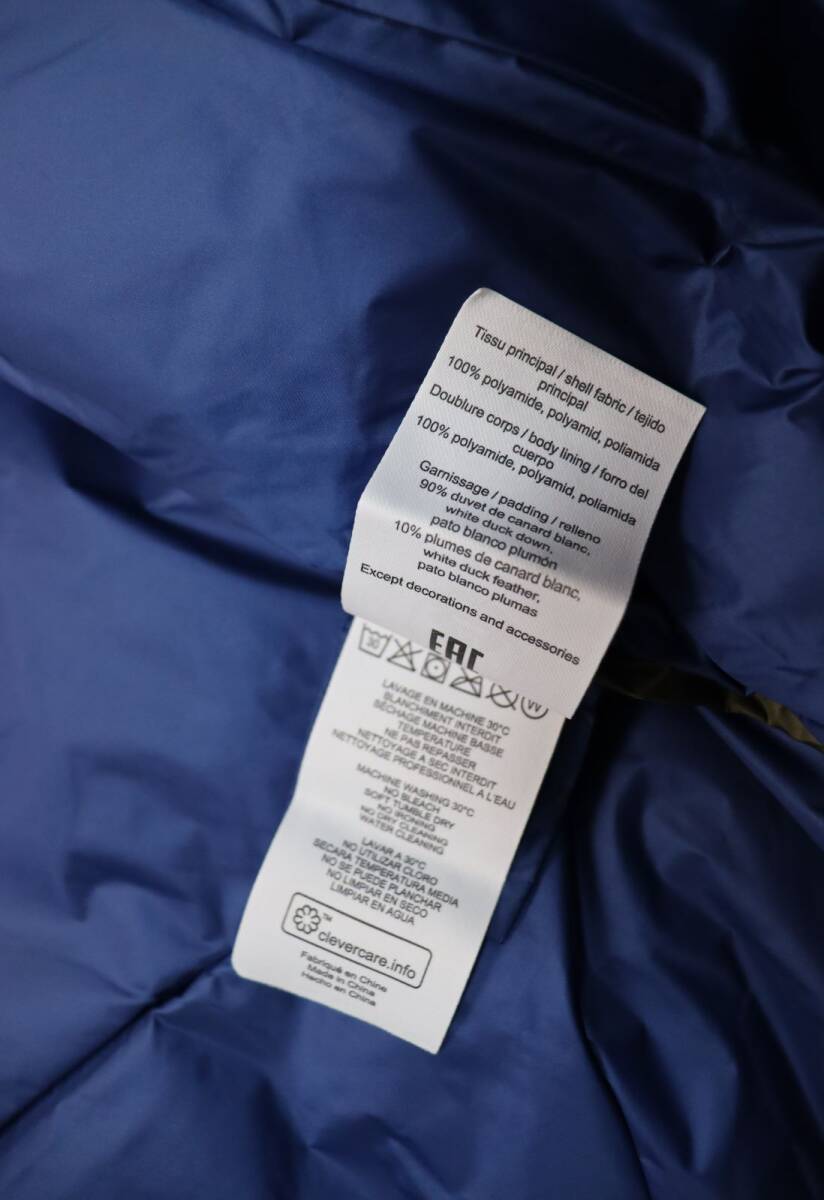 Tissu principal / shell fabric / tejido
principal
100% polyamide, polyamid, poliamida
Doublure corps / body lining / forro del
cuerpo
100% polyamide, polyamid, poliamida
Garnissage / padding / relleno
90% duvet de canard blanc,
white duck down,
pato blanco plumón
10% plumes de canard blanc,
white duck feather,
pato blanco plumas
Except decorations and accessories
EAC
30
W
LAVAGE EN MACHINE 30°C
BLANCHIMENT INTERDIT
SÉCHAGE MACHINE BASSE
TEMPERATURE
NE PAS REPASSER
NETTOYAGE A SEC INTERDIT
NETTOYAGE PROFESSIONNEL A L'EAU
MACHINE WASHING 30°C
NO BLEACH
SOFT TUMBLE DRY
NO IRONING
NO DRY CLEANING
WATER CLEANING
LAVAR A 30°C
NO UTILIZAR CLORO
SECARA TEMPERATURA MEDIA
NO SE PUEDE PLANCHAR
NO LIMPIAR EN SECO
LIMPIAR EN AGUA
™
clevercare.info
Fabriqué en Chine
Made in China
Hecho en China